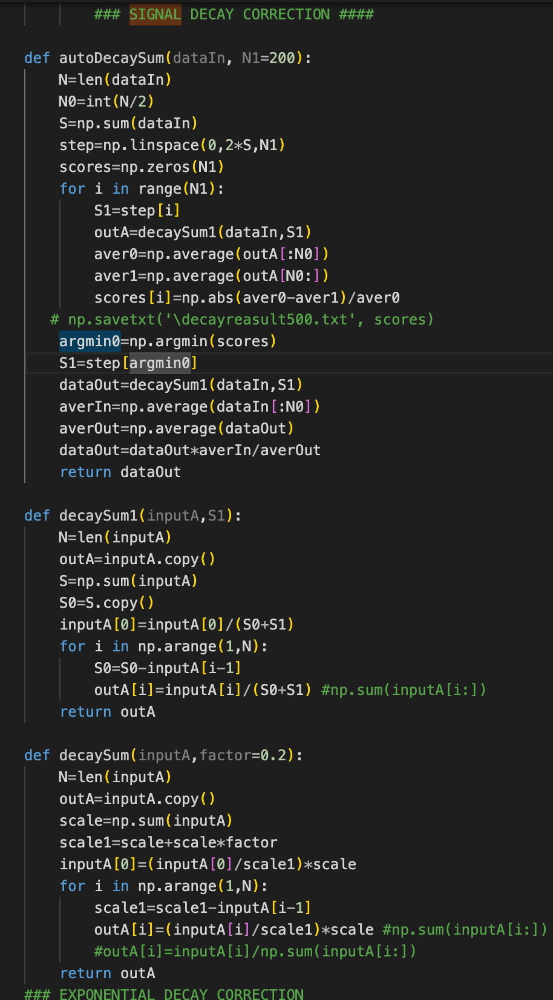 ### SIGNAL DECAY CORRECTION ####
def autoDecaySum(dataIn, N1=200):
N=len(dataIn)
N0=int(N/2)
S=np.sum(dataIn)
step=np.linspace(0,2*S,N1)
scores=np.zeros(N1)
for i in range(N1):
S1=step[i]
outA=decaySum1(dataIn,S1)
aver0=np.average(outA[:N0])
aver1=np.average(outA[N0:])
scores[i]=np.abs(aver0-aver1)/aver0
# np.savetxt('\decayreasult500.txt', scores)
argmin0=np.argmin(scores)
S1=step[argmin0]
dataOut=decaySum1(dataIn,S1)
averIn=np.average(dataIn[:N0])
averOut=np.average(dataOut)
dataOut=dataOut*averIn/averOut
return dataOut
def decaySum1(inputA,S1):
N=len(inputA)
outA=inputA.copy()
S=np.sum(inputA)
S0=S.copy()
inputA[0]=inputA[0]/(S0+S1)
for i in np.arange(1,N):
S0=S0-inputA[i-1]
outA[i]=inputA[i]/(S0+S1) #np.sum(inputA[i:])
return outA
def decaySum(inputA,factor=0.2):
N=len(inputA)
outA=inputA.copy()
scale=np.sum(inputA)
scale1=scale+scale*factor
inputA[0]=(inputA[0]/scale1)*scale
for i in np.arange(1,N):
scale1=scale1-inputA[i-1]
outA[i]=(inputA[i]/scale1)*scale #np.sum(inputA[i:])
#outA[i]=inputA[i]/np.sum(inputA[i:])
return outA
### EXPONENTIAL DECAY CORRECTION